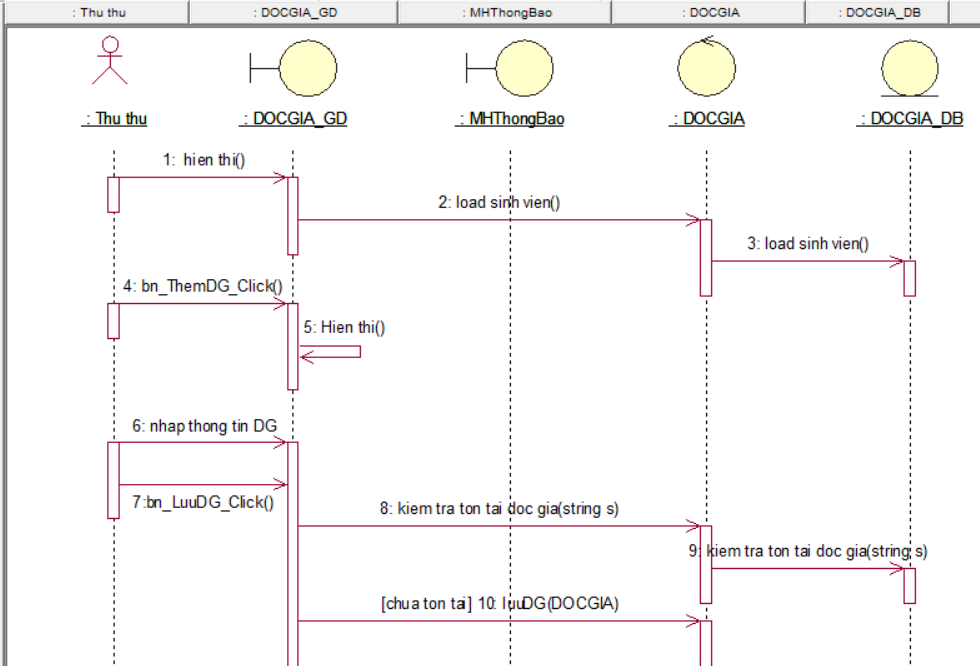 : Thu thu
: DOCGIA_GD
: MHThongBao
: DOCGIA
: DOCGIA_DB
: Thu thu
: DOCGIA_GD
: MHThongBao
: DOCGIA
: DOCGIA_DB
1: hien thi()
2: load sinh vien()
3: load sinh vien()
4: bn_ThemDG_Click()
5: Hien thi()
6: nhap thong tin DG
7:bn_LuuDG_Click()
8: kiem tra ton tai doc gia(string s)
9: kiem tra ton tai doc gia(string s)
[chua ton tai] 10: luuDG(DOCGIA)